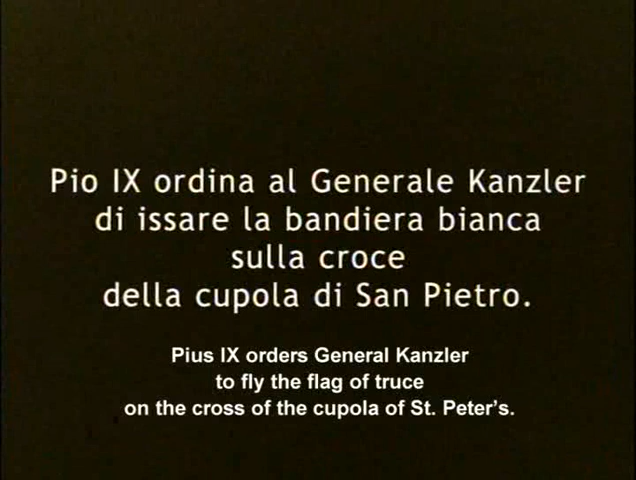 Pio IX ordina al Generale Kanzler
di issare la bandiera bianca
sulla croce
della cupola di San Pietro.
Pius IX orders General Kanzler
to fly the flag of truce
on the cross of the cupola of St. Peter’s.